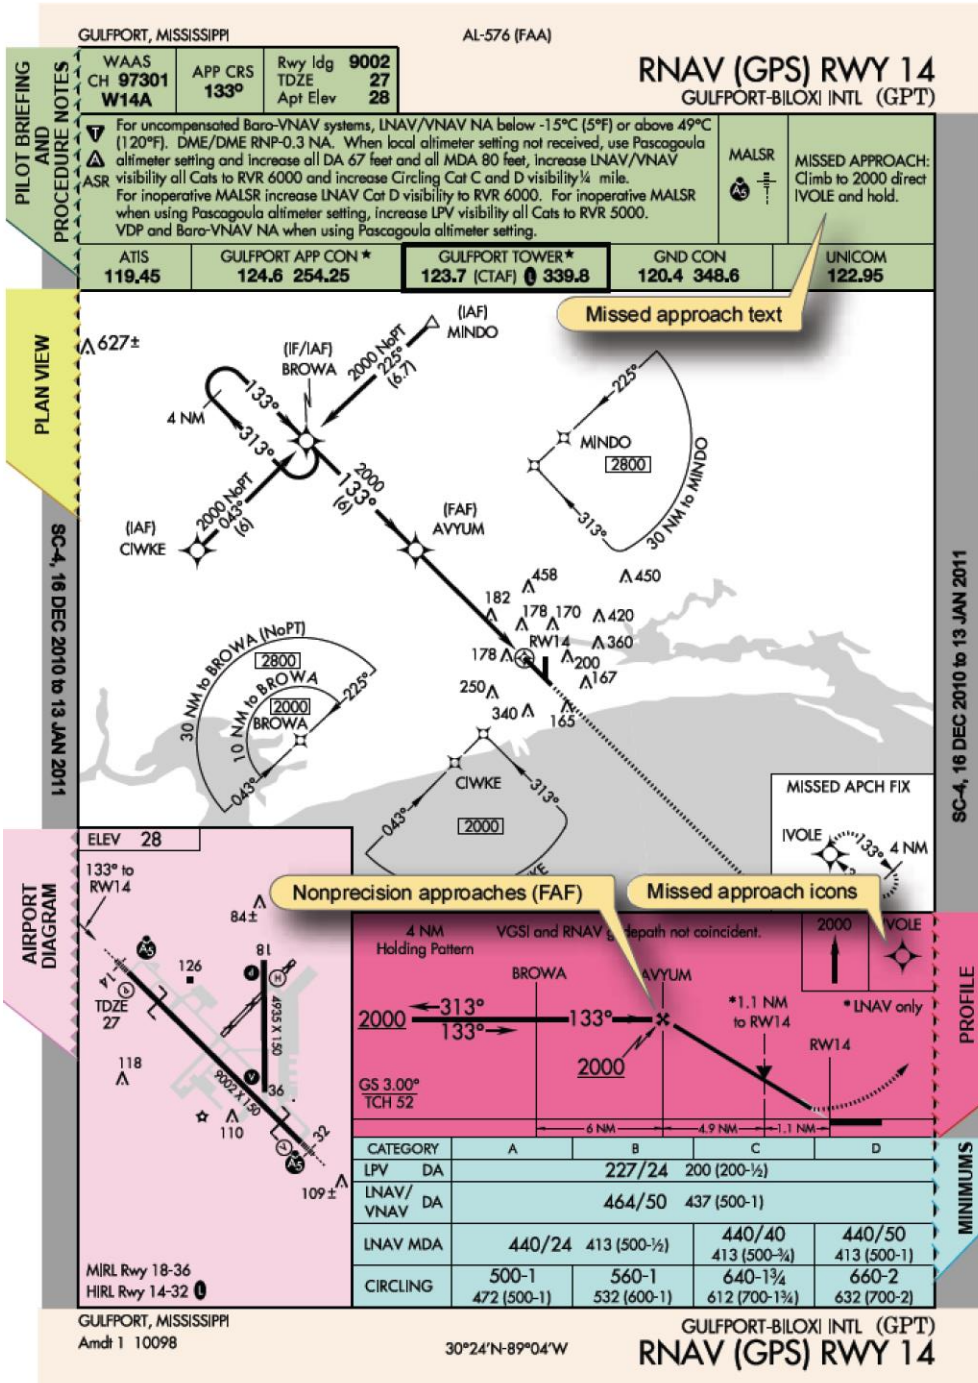 GULFPORT, MISSISSIPPI
AL-576 (FAA)
PILOT BRIEFING
AND
PROCEDURE NOTES
WAAS
CH 97301
W14A
APP CRS
133°
Rwy ldg 9002
TDZE 27
Apt Elev 28
RNAV (GPS) RWY 14
GULFPORT-BILOXI INTL (GPT)
T
A
ASR
For uncompensated Baro-VNAV systems, LNAV/VNAV NA below -15°C (5°F) or above 49°C
(120°F). DME/DME RNP-0.3 NA. When local altimeter setting not received, use Pascagoula
altimeter setting and increase all DA 67 feet and all MDA 80 feet, increase LNAV/VNAV
visibility all Cats to RVR 6000 and increase Circling Cat C and D visibility ¼ mile.
For inoperative MALSR increase LNAV Cat D visibility to RVR 6000. For inoperative MALSR
when using Pascagoula altimeter setting, increase LPV visibility all Cats to RVR 5000.
VDP and Baro-VNAV NA when using Pascagoula altimeter setting.
MALSR
A5
MISSED APPROACH:
Climb to 2000 direct
IVOLE and hold.
ATIS
119.45
GULFPORT APP CON ★
124.6 254.25
GULFPORT TOWER★
123.7 (CTAF) L 339.8
GND CON
120.4 348.6
UNICOM
122.95
Missed approach text
PLAN VIEW
627±
(IAF)
MINDO
(IF/IAF)
BROWA
2000 NoPT
225°
(6.7)
133°
4 NM
313°
2000 NoPT
043°
(6)
(IAF)
CIWKE
2000
133°
(6)
(FAF)
AVYUM
225°
MINDO
2800
313°
30 NM to MINDO
458
450
182
178
170
420
RW14
360
178
200
167
250
340
165
30 NM to BROWA (NoPT)
2800
10 NM to BROWA
2000
BROWA
225°
043°
CIWKE
043°
313°
2000
SC-4, 16 DEC 2010 to 13 JAN 2011
SC-4, 16 DEC 2010 to 13 JAN 2011
MISSED APCH FIX
IVOLE
133°
4 NM
Nonprecision approaches (FAF)
Missed approach icons
AIRPORT
DIAGRAM
ELEV 28
133° to
RW14
84±
A5
18
126
14
TDZE
27
P
V
H
4935 X 150
118
9002 X 150
V
36
110
32
V
A5
109±
MIRL Rwy 18-36
HIRL Rwy 14-32 L
PROFILE
4 NM
Holding Pattern
VGSI and RNAV glidepath not coincident.
2000
IVOLE
BROWA
AVYUM
*1.1 NM
to RW14
*LNAV only
2000
313°
133°
133°
RW14
2000
GS 3.00°
TCH 52
6 NM
4.9 NM
1.1 NM
MINIMUMS
CATEGORY A B C D
LPV DA 227/24 200 (200-½)
LNAV/
VNAV DA 464/50 437 (500-1)
LNAV MDA 440/24 413 (500-½)
440/40
413 (500-¾)
440/50
413 (500-1)
CIRCLING
500-1
472 (500-1)
560-1
532 (600-1)
640-1¾
612 (700-1¾)
660-2
632 (700-2)
GULFPORT, MISSISSIPPI
Amdt 1 10098
30°24'N-89°04'W
GULFPORT-BILOXI INTL (GPT)
RNAV (GPS) RWY 14